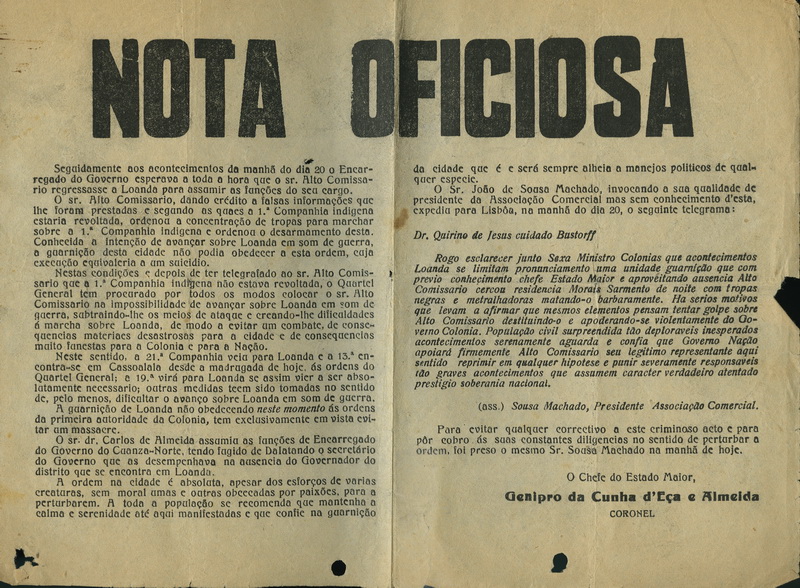 NOTA OFICIOSA
Seguidamente aos acontecimentos da manhã do dia 20 o Encar-
regado do Governo esperava a toda a hora que o sr. Alto Comissa-
rio regressasse a Loanda para assumir as funções do seu cargo.
O sr. Alto Comissario, dando crédito a falsas informações que
lhe foram prestadas e segundo as quaes a 1.ª Companhia indigena
estaria revoltada, ordenou a concentração de tropas para marchar
sobre a 1.ª Companhia indigena e ordenou o desarmamento desta.
Conhecida a intenção de avançar sobre Loanda em som de guerra,
a guarnição desta cidade não podia obedecer a esta ordem, cuja
execução equivaleria a um suicidio.
Nestas condições e depois de ter telegrafado ao sr. Alto Comis-
sario que a 1.ª Companhia indigena não estava revoltada, o Quartel
General tem procurado por todos os modos colocar o sr. Alto
Comissario na impossibilidade de avançar sobre Loanda em som de
guerra, subtraindo-lhe os meios de ataque e creando-lhe dificuldades
á marcha sobre Loanda, de modo a evitar um combate, de conse-
quencias materiaes desastrosas para a cidade e de consequencias
muito funestas para a Colonia e para a Nação.
Neste sentido, a 21.ª Companhia veiu para Loanda e a 13.ª en-
contra-se em Cassoalala desde a madrugada de hoje, ás ordens do
Quartel General; a 19.ª virá para Loanda se assim vier a ser abso-
lutamente necessario; outras medidas teem sido tomadas no sentido
de, pelo menos, dificultar o avanço sobre Loanda em som de guerra.
A guarnição de Loanda não obedecendo neste momento ás ordens
da primeira autoridade da Colonia, tem exclusivamente em vista evi-
tar um massacre.
O sr. dr. Carlos de Almeida assumiu as funções de Encarregado
do Governo do Cuanza-Norte, tendo fugido de Dalatando o secretário
do Governo que as desempenhava na ausencia do Governador do
distrito que se encontra em Loanda.
A ordem na cidade é absoluta, apesar dos esforços de varias
creaturas, sem moral umas e outras obcecadas por paixões, para a
perturbarem. A toda a população se recomenda que mantenha a
calma e serenidade até aqui manifestadas e que confie na guarnição
da cidade que é e será sempre alheia a manejos politicos de qual-
quer especie.
O Sr. João de Sousa Machado, invocando a sua qualidade de
presidente da Associação Comercial mas sem conhecimento d'esta,
expediu para Lisbôa, na manhã do dia 20, o seguinte telegrama:
Dr. Quirino de Jesus cuidado Bustorff
Rogo esclarecer junto Sexa Ministro Colonias que acontecimentos
Loanda se limitam pronunciamento uma unidade guarnição que com
previo conhecimento chefe Estado Maior e aproveitando ausencia Alto
Comissario cercou residencia Morais Sarmento de noite com tropas
negras e metralhadoras matando-o barbaramente. Ha serios motivos
que levam a afirmar que mesmos elementos pensam tentar golpe sobre
Alto Comissario destituindo-o e apoderando-se violentamente do Go-
verno Colonia. População civil surpreendida tão deploraveis inesperados
acontecimentos serenamente aguarda e confia que Governo Nação
apoiará firmemente Alto Comissario seu legitimo representante aqui
sentido reprimir em qualquer hipotese e punir severamente responsaveis
tão graves acontecimentos que assumem caracter verdadeiro atentado
prestigio soberania nacional.
(ass.) Sousa Machado, Presidente Associação Comercial.
Para evitar qualquer correctivo a este criminoso acto e para
pôr cobro ás suas constantes diligencias no sentido de perturbar a
ordem, foi preso o mesmo Sr. Sousa Machado na manhã de hoje.
O Chefe do Estado Maior,
Genipro da Cunha d'Eça e Almeida
CORONEL